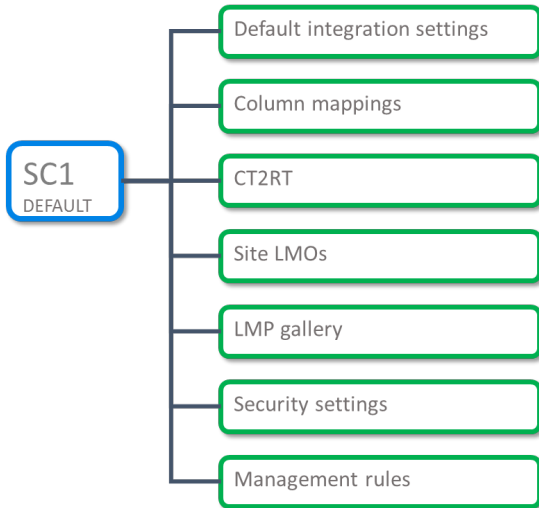 Default integration settings
Column mappings
SC1
DEFAULT
CT2RT
Site LMOs
LMP gallery
Security settings
Management rules